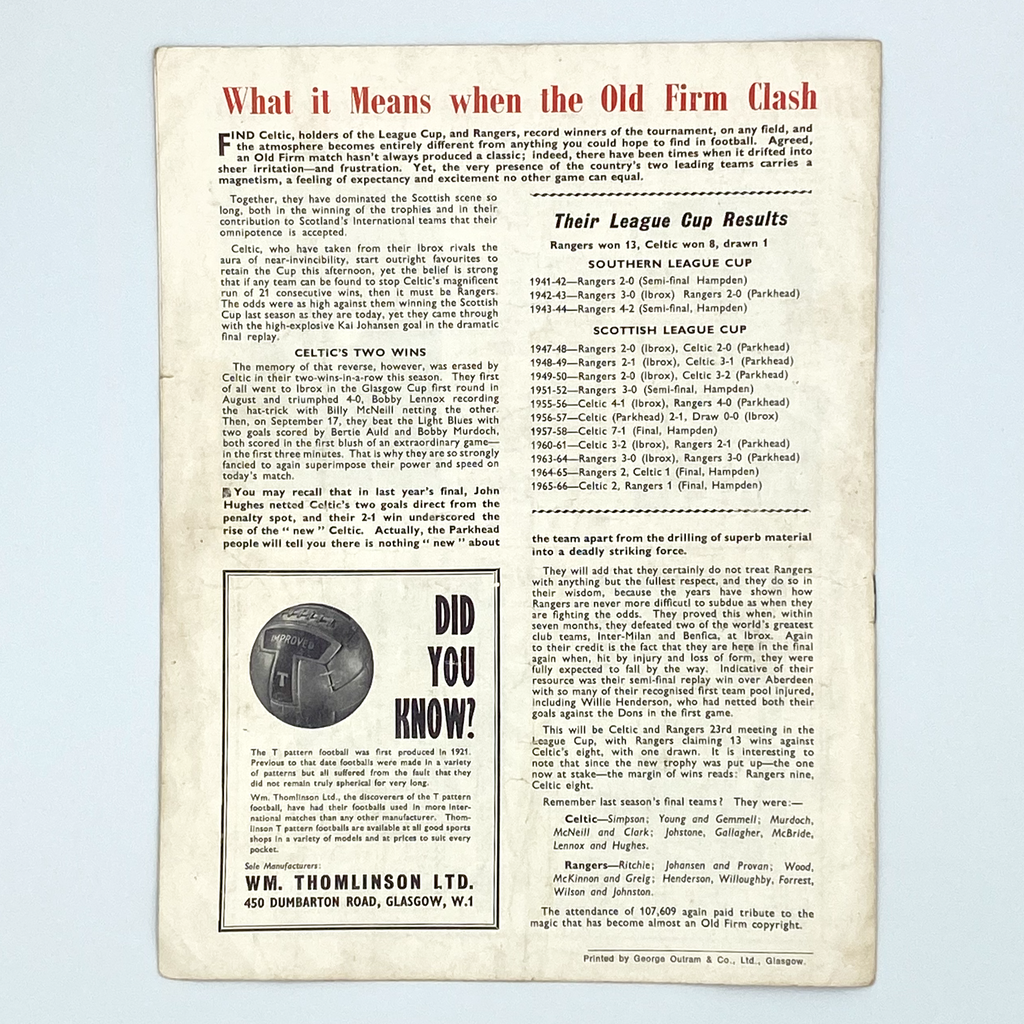 What it Means when the Old Firm Clash
FIND Celtic, holders of the League Cup, and Rangers, record winners of the tournament, on any field, and
the atmosphere becomes entirely different from anything you could hope to find in football. Agreed,
an Old Firm match hasn't always produced a classic; indeed, there have been times when it drifted into
sheer irritation—and frustration. Yet, the very presence of the country's two leading teams carries a
magnetism, a feeling of expectancy and excitement no other game can equal.
Together, they have dominated the Scottish scene so
long, both in the winning of the trophies and in their
contribution to Scotland's International teams that their
omnipotence is accepted.
Celtic, who have taken from their Ibrox rivals the
aura of near-invincibility, start outright favourites to
retain the Cup this afternoon, yet the belief is strong
that if any team can be found to stop Celtic's magnificent
run of 21 consecutive wins, then it must be Rangers.
The odds were as high against them winning the Scottish
Cup last season as they are today, yet they came through
with the high-explosive Kai Johansen goal in the dramatic
final replay.
CELTIC'S TWO WINS
The memory of that reverse, however, was erased by
Celtic in their two-wins-in-a-row this season. They first
of all went to Ibrox in the Glasgow Cup first round in
August and triumphed 4-0, Bobby Lennox recording
the hat-trick with Billy McNeill netting the other.
Then, on September 17, they beat the Light Blues with
two goals scored by Bertie Auld and Bobby Murdoch,
both scored in the first blush of an extraordinary game—
in the first three minutes. That is why they are so strongly
fancied to again superimpose their power and speed on
today's match.
You may recall that in last year's final, John
Hughes netted Celtic's two goals direct from the
penalty spot, and their 2-1 win underscored the
rise of the "new" Celtic. Actually, the Parkhead
people will tell you there is nothing "new" about
DID
YOU
KNOW?
IMPROVED
T
The T pattern football was first produced in 1921.
Previous to that date footballs were made in a variety
of patterns but all suffered from the fault that they
did not remain truly spherical for very long.
Wm. Thomlinson Ltd., the discoverers of the T pattern
football, have had their footballs used in more inter-
national matches than any other manufacturer. Thom-
linson T pattern footballs are available at all good sports
shops in a variety of models and at prices to suit every
pocket.
Sole Manufacturers:
WM. THOMLINSON LTD.
450 DUMBARTON ROAD, GLASGOW, W.1
Their League Cup Results
Rangers won 13, Celtic won 8, drawn 1
SOUTHERN LEAGUE CUP
1941-42—Rangers 2-0 (Semi-final Hampden)
1942-43—Rangers 3-0 (Ibrox) Rangers 2-0 (Parkhead)
1943-44—Rangers 4-2 (Semi-final, Hampden)
SCOTTISH LEAGUE CUP
1947-48—Rangers 2-0 (Ibrox), Celtic 2-0 (Parkhead)
1948-49—Rangers 2-1 (Ibrox), Celtic 3-1 (Parkhead)
1949-50—Rangers 2-0 (Ibrox), Celtic 3-2 (Parkhead)
1951-52—Rangers 3-0 (Semi-final, Hampden)
1955-56—Celtic 4-1 (Ibrox), Rangers 4-0 (Parkhead)
1956-57—Celtic (Parkhead) 2-1, Draw 0-0 (Ibrox)
1957-58—Celtic 7-1 (Final, Hampden)
1960-61—Celtic 3-2 (Ibrox), Rangers 2-1 (Parkhead)
1963-64—Rangers 3-0 (Ibrox), Rangers 3-0 (Parkhead)
1964-65—Rangers 2, Celtic 1 (Final, Hampden)
1965-66—Celtic 2, Rangers 1 (Final, Hampden)
the team apart from the drilling of superb material
into a deadly striking force.
They will add that they certainly do not treat Rangers
with anything but the fullest respect, and they do so in
their wisdom, because the years have shown how
Rangers are never more difficutl to subdue as when they
are fighting the odds. They proved this when, within
seven months, they defeated two of the world's greatest
club teams, Inter-Milan and Benfica, at Ibrox. Again
to their credit is the fact that they are here in the final
again when, hit by injury and loss of form, they were
fully expected to fall by the way. Indicative of their
resource was their semi-final replay win over Aberdeen
with so many of their recognised first team pool injured,
including Willie Henderson, who had netted both their
goals against the Dons in the first game.
This will be Celtic and Rangers 23rd meeting in the
League Cup, with Rangers claiming 13 wins against
Celtic's eight, with one drawn. It is interesting to
note that since the new trophy was put up—the one
now at stake—the margin of wins reads: Rangers nine,
Celtic eight.
Remember last season's final teams? They were:—
Celtic—Simpson; Young and Gemmell; Murdoch,
McNeill and Clark; Johstone, Gallagher, McBride,
Lennox and Hughes.
Rangers—Ritchie; Johansen and Provan; Wood,
McKinnon and Greig; Henderson, Willoughby, Forrest,
Wilson and Johnston.
The attendance of 107,609 again paid tribute to the
magic that has become almost an Old Firm copyright.
Printed by George Outram & Co., Ltd., Glasgow.